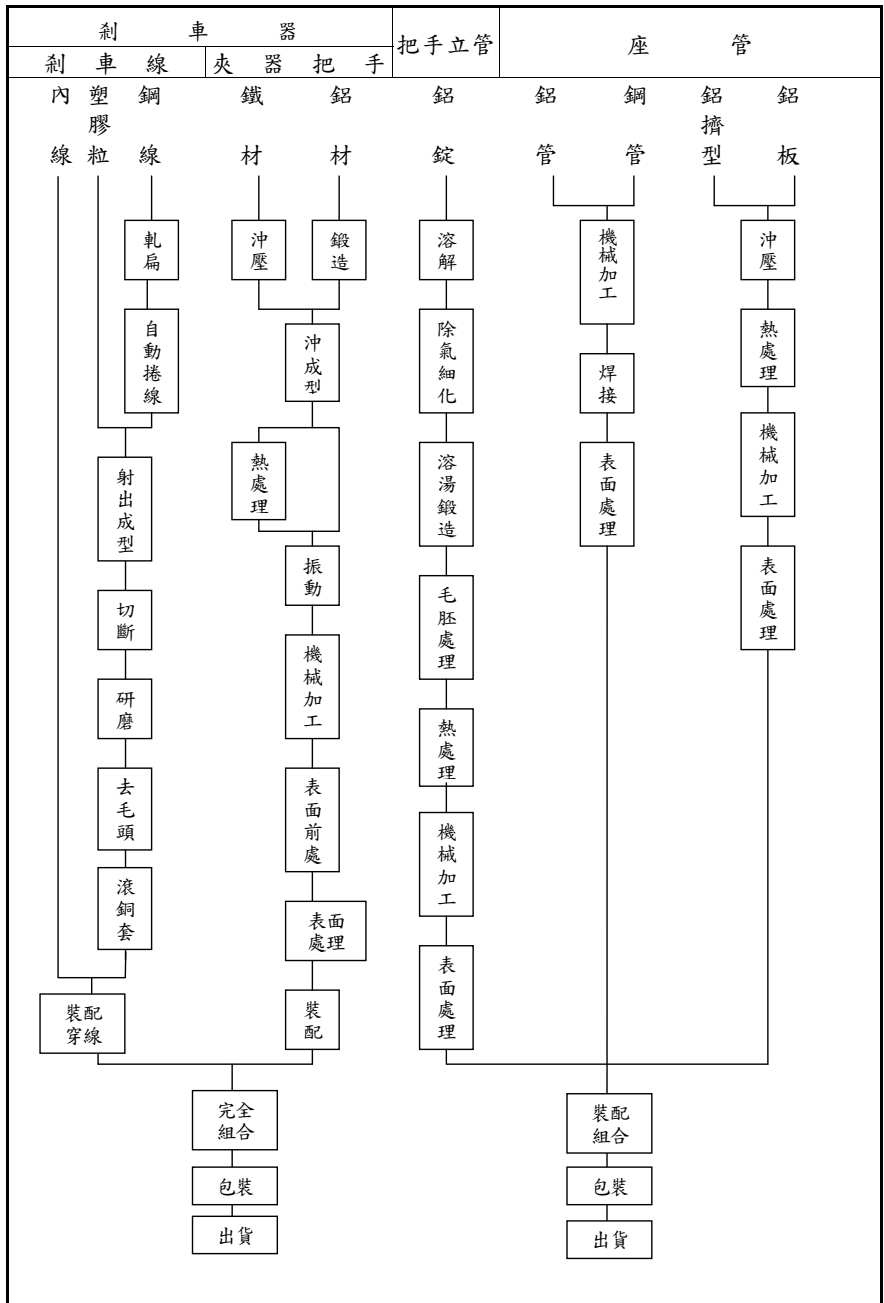 剎車器
把手立管
座管
剎車線
夾器把手
內線
塑膠粒
鋼線
鐵材
鋁材
鋁錠
鋁管
鋼管
鋁擠型
鋁板
軋扁
自動捲線
射出成型
切斷
研磨
去毛頭
滾銅套
裝配
穿線
沖壓
鍛造
沖成型
熱處理
振動
機械加工
表面前處
表面
處理
裝配
完全
組合
包裝
出貨
溶解
除氣細化
溶湯鍛造
毛胚處理
熱處理
機械加工
表面處理
機械加工
焊接
表面處理
沖壓
熱處理
機械加工
表面處理
裝配
組合
包裝
出貨